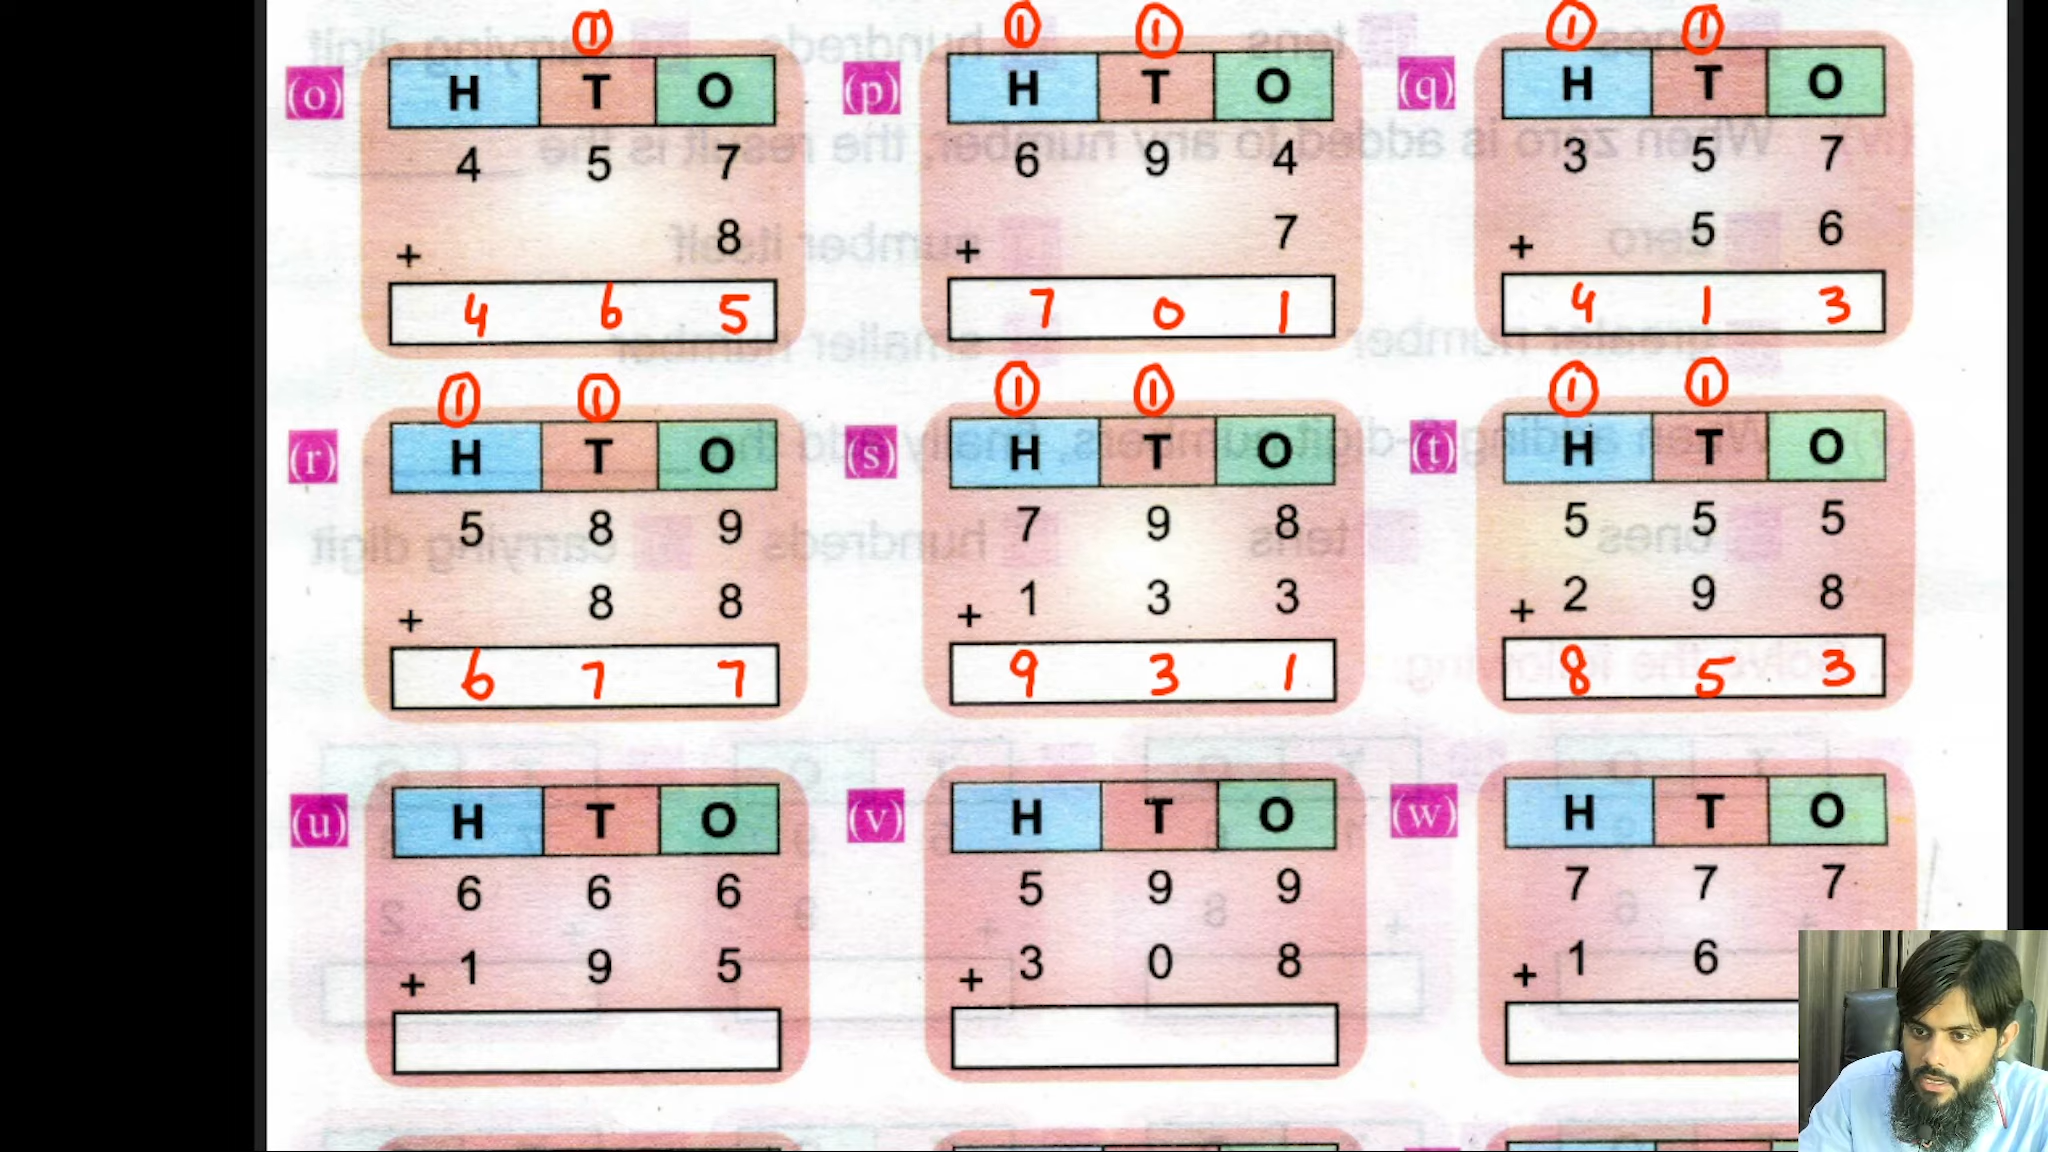 ① ① ① ① ①
(o) H T O (p) H T O (q) H T O
4 5 7 6 9 4 3 5 7
+ 8 + 7 + 5 6
4 6 5 7 0 1 4 1 3
① ① ① ① ① ①
(r) H T O (s) H T O (t) H T O
5 8 9 7 9 8 5 5 5
+ 8 8 + 1 3 3 + 2 9 8
6 7 7 9 3 1 8 5 3
(u) H T O (v) H T O (w) H T O
6 6 6 5 9 9 7 7 7
+ 1 9 5 + 3 0 8 + 1 6